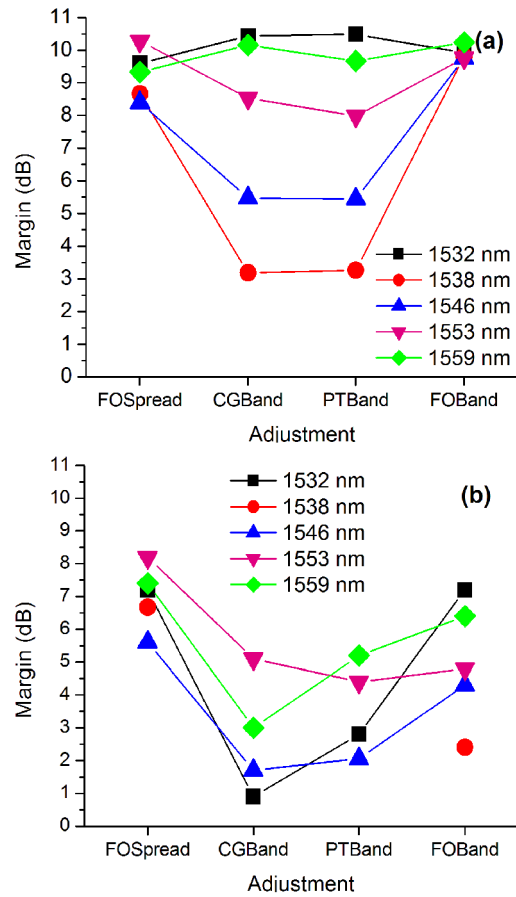 11
(a)
10
9
8
7
6
5
4
3
2
1
0
Margin (dB)
1532 nm
1538 nm
1546 nm
1553 nm
1559 nm
FOSpread CGBand PTBand FOBand
Adjustment
11
(b)
10
9
8
7
6
5
4
3
2
1
0
Margin (dB)
1532 nm
1538 nm
1546 nm
1553 nm
1559 nm
FOSpread CGBand PTBand FOBand
Adjustment